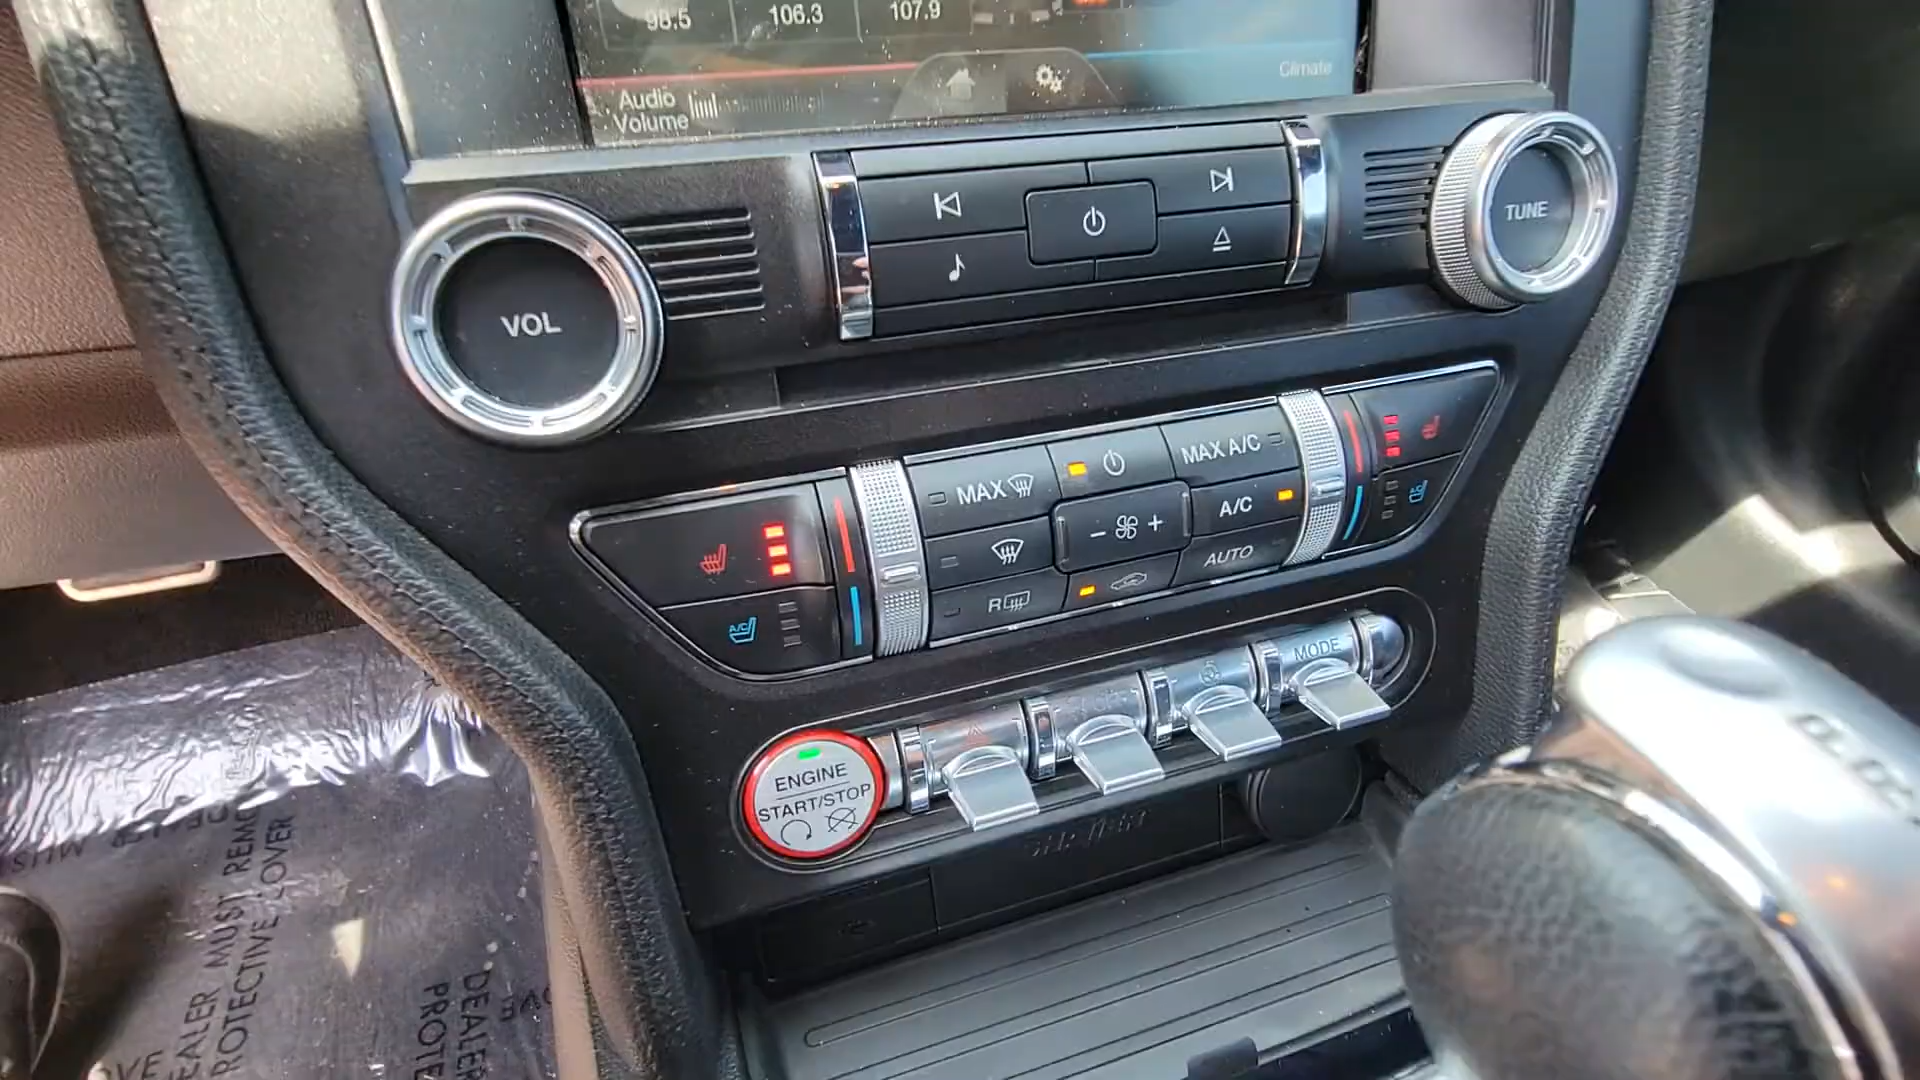 98.5 106.3 107.9
Audio
Volume
Climate
VOL
TUNE
MAX
MAX A/C
A/C
AUTO
R
A/C
A/C
MODE
ENGINE
START/STOP
DEALER MUST REMO
PROTECTIVE COVER
DEALER
PROTE